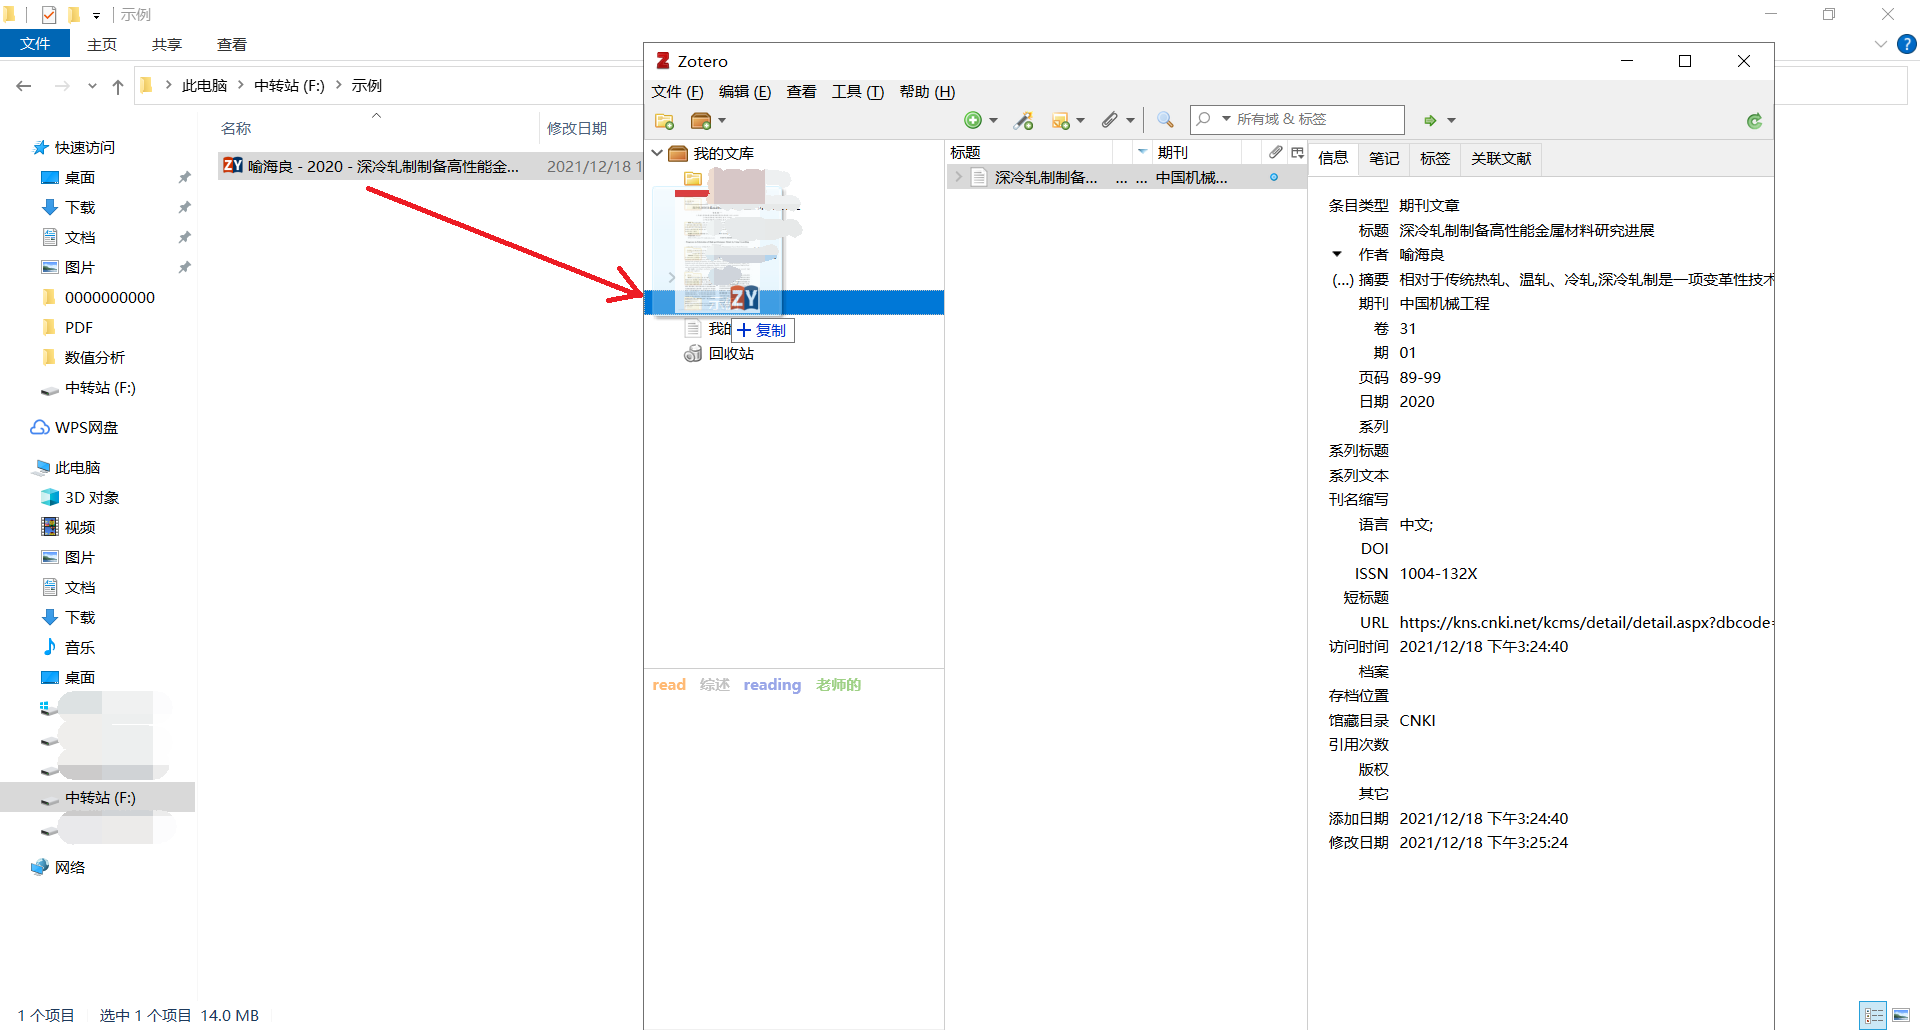 示例
文件 主页 共享 查看
此电脑 中转站 (F:) 示例
名称 修改日期
喻海良 - 2020 - 深冷轧制制备高性能金... 2021/12/18 1
快速访问
桌面
下载
文档
图片
0000000000
PDF
数值分析
中转站 (F:)
WPS网盘
此电脑
3D 对象
视频
图片
文档
下载
音乐
桌面
中转站 (F:)
网络
1 个项目 选中 1 个项目 14.0 MB
Zotero
文件 (F) 编辑 (E) 查看 工具 (T) 帮助 (H)
所有域 & 标签
我的文库
ZY
我的
复制
回收站
read 综述 reading 老师的
标题 期刊
深冷轧制制备... ... ... 中国机械...
信息 笔记 标签 关联文献
条目类型 期刊文章
标题 深冷轧制制备高性能金属材料研究进展
作者 喻海良
(...) 摘要 相对于传统热轧、温轧、冷轧,深冷轧制是一项变革性技术
期刊 中国机械工程
卷 31
期 01
页码 89-99
日期 2020
系列
系列标题
系列文本
刊名缩写
语言 中文;
DOI
ISSN 1004-132X
短标题
URL https://kns.cnki.net/kcms/detail/detail.aspx?dbcode=
访问时间 2021/12/18 下午3:24:40
档案
存档位置
馆藏目录 CNKI
引用次数
版权
其它
添加日期 2021/12/18 下午3:24:40
修改日期 2021/12/18 下午3:25:24